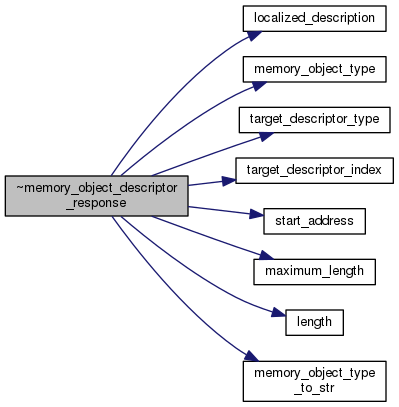 localized_description
memory_object_type
target_descriptor_type
target_descriptor_index
~memory_object_descriptor
_response
start_address
maximum_length
length
memory_object_type
_to_str